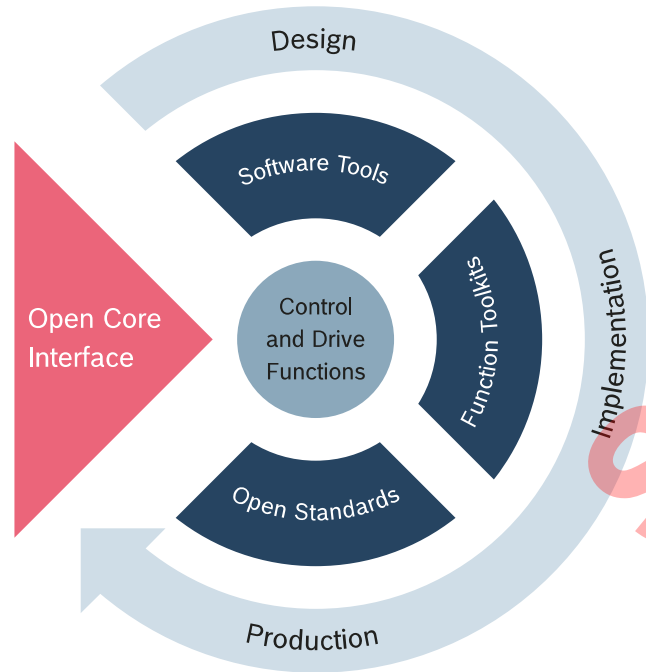 Design
Software Tools
Implementation
Function Toolkits
Control
and Drive
Functions
Open Core
Interface
Open Standards
Production